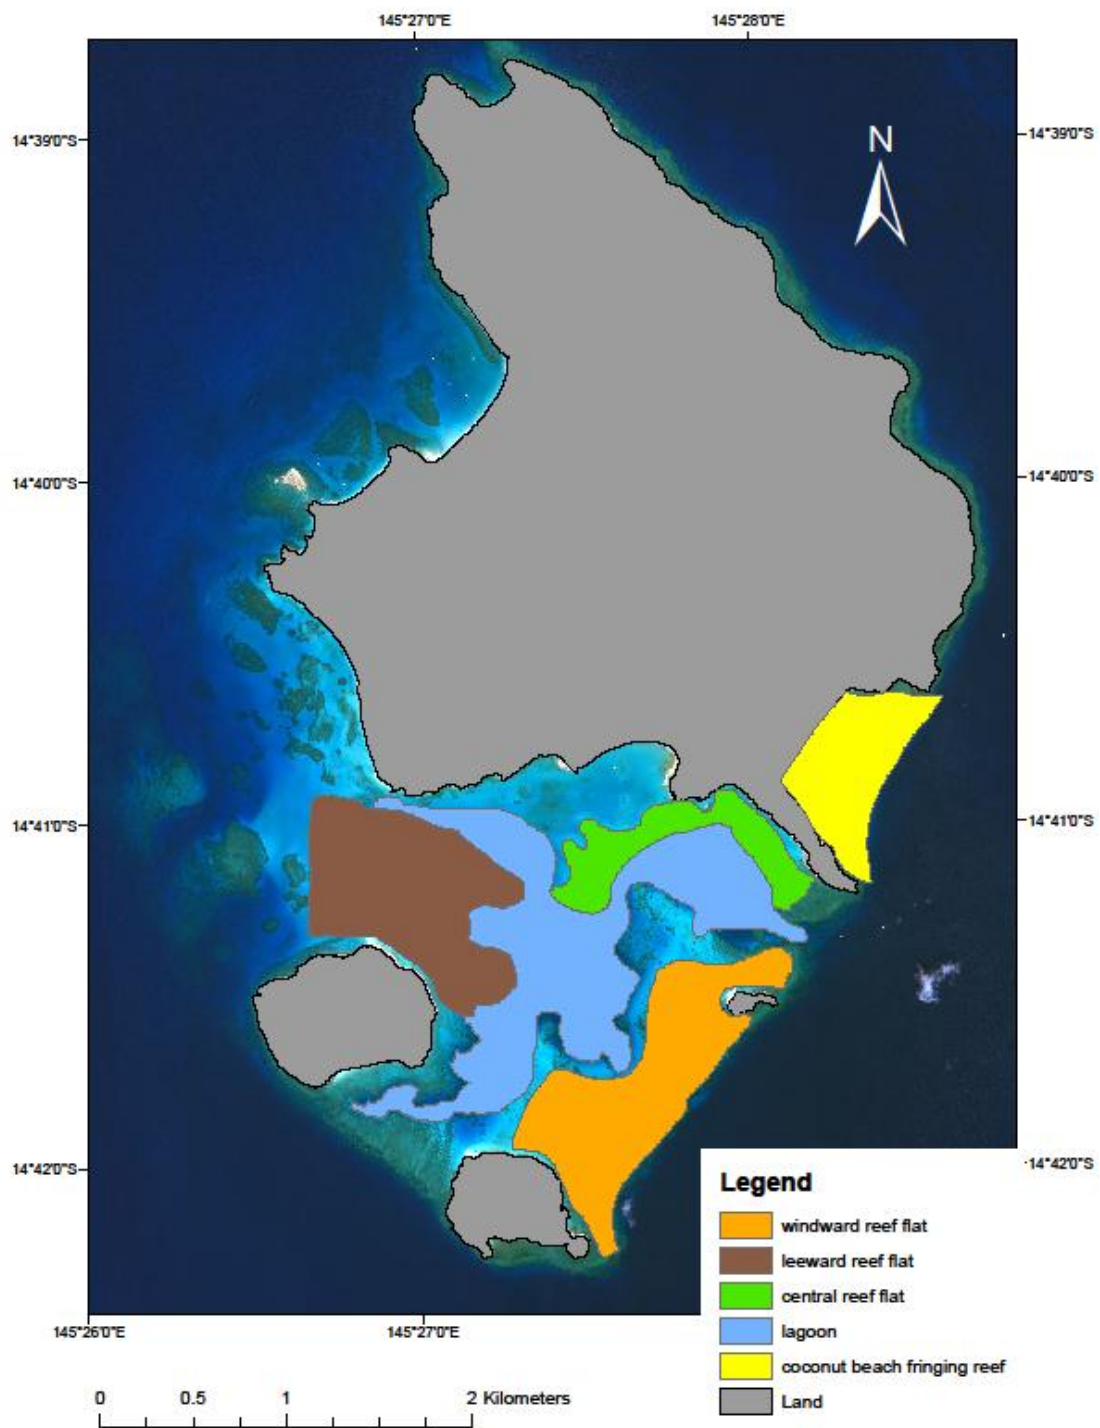 145°27'0"E 145°28'0"E
14°39'0"S 14°39'0"S
N
14°40'0"S 14°40'0"S
14°41'0"S 14°41'0"S
14°42'0"S 14°42'0"S
Legend
windward reef flat
leeward reef flat
central reef flat
lagoon
coconut beach fringing reef
Land
145°26'0"E 145°27'0"E
0 0.5 1 2 Kilometers